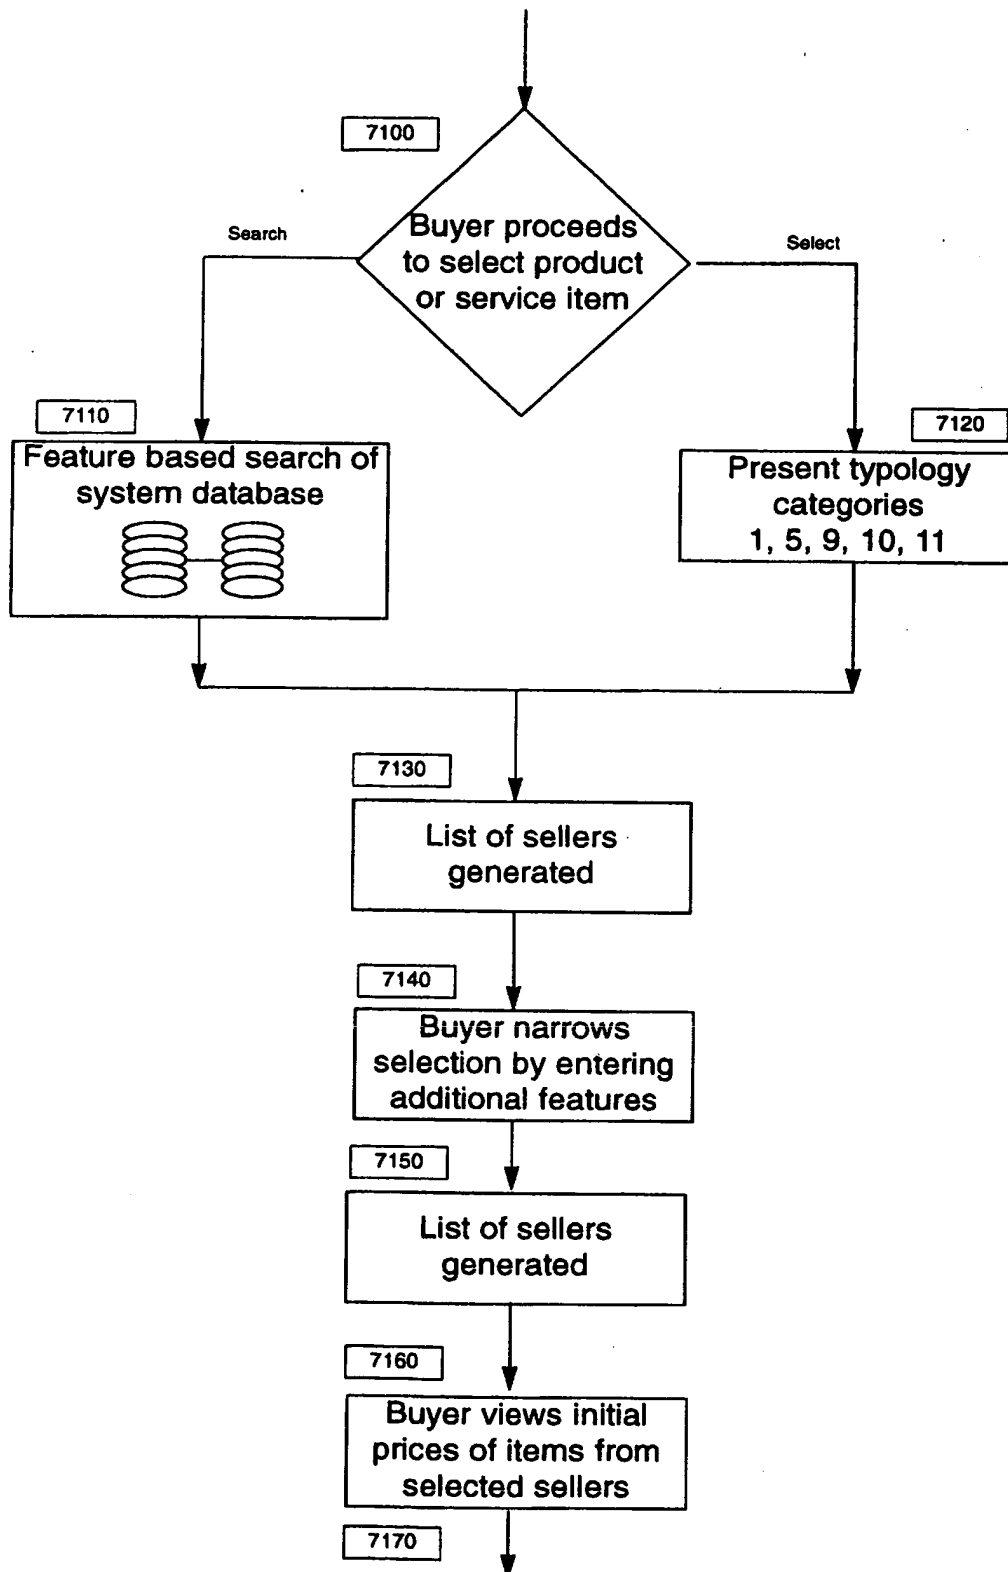 7100
Buyer proceeds
to select product
or service item
Search
Select
7110
Feature based search of
system database
7120
Present typology
categories
1, 5, 9, 10, 11
7130
List of sellers
generated
7140
Buyer narrows
selection by entering
additional features
7150
List of sellers
generated
7160
Buyer views initial
prices of items from
selected sellers
7170